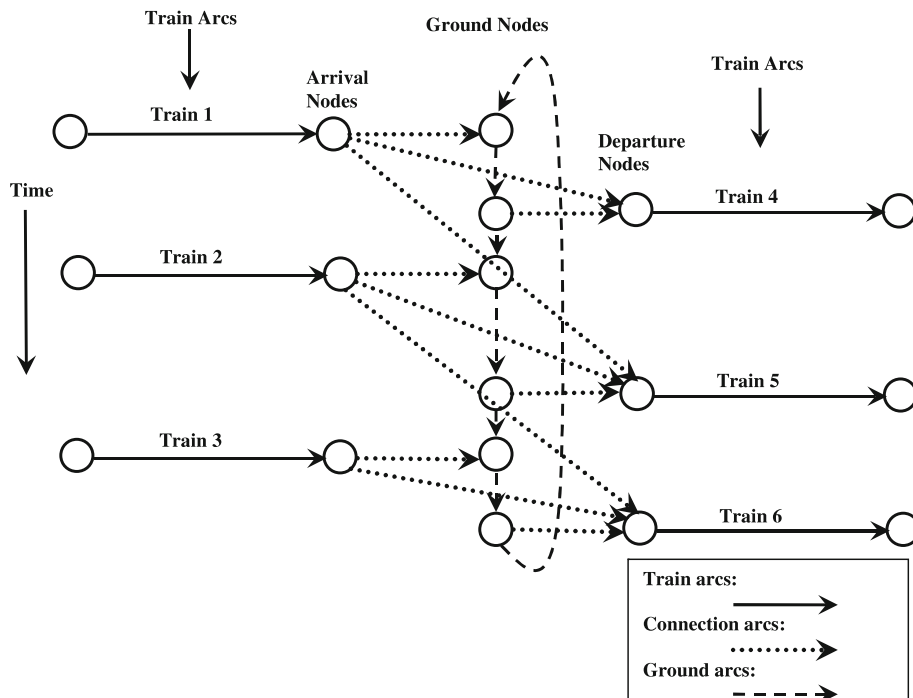 Train Arcs
Ground Nodes
Train Arcs
Arrival
Nodes
Train 1
Departure
Nodes
Time
Train 4
Train 2
Train 5
Train 3
Train 6
Train arcs:
Connection arcs:
Ground arcs: